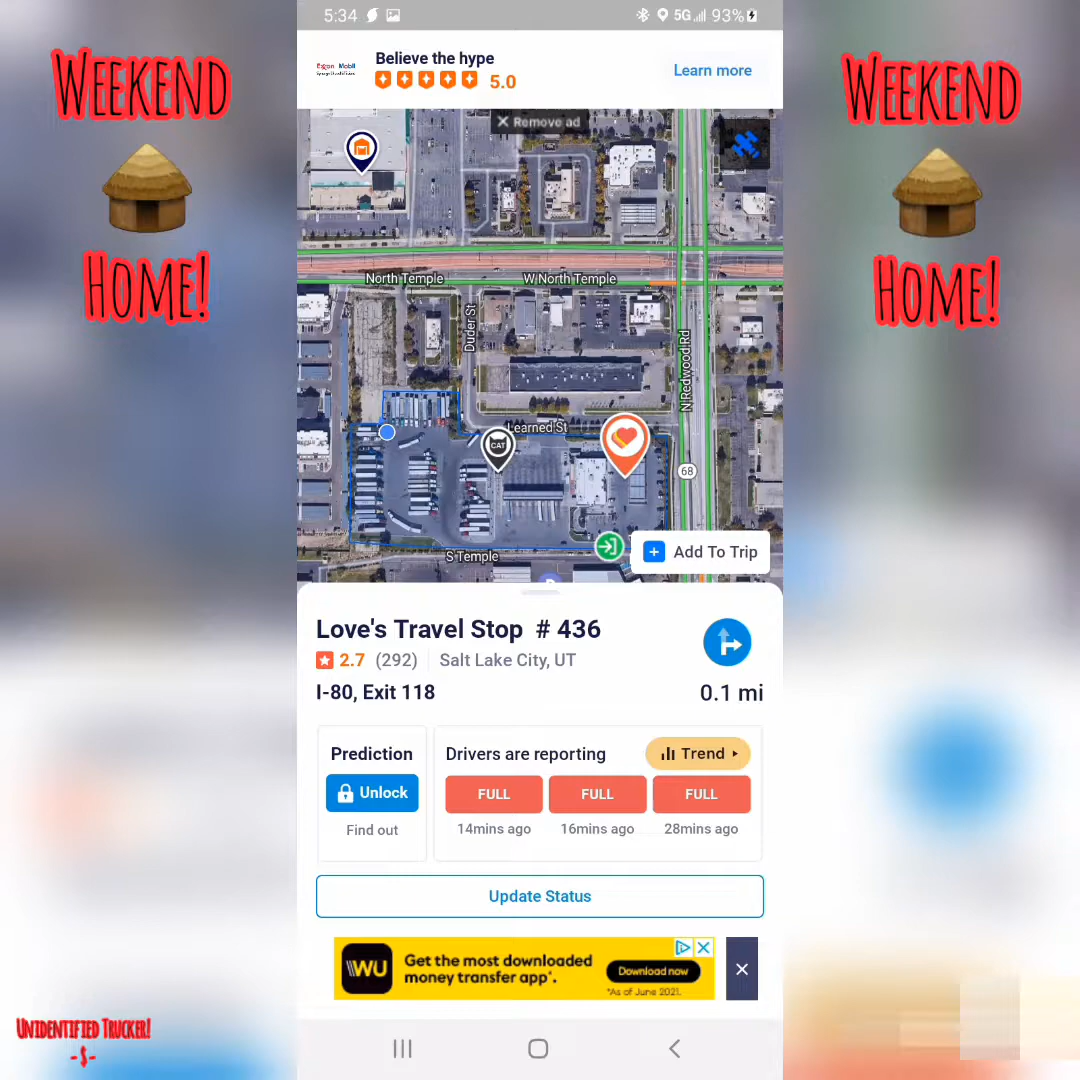 5:34
5G
93%
WEEKEND
HOME!
WEEKEND
HOME!
Exxon Mobil
Believe the hype
5.0
Learn more
Remove ad
North Temple
W North Temple
Duder St
N Redwood Rd
Learned St
CAT
68
S Temple
Add To Trip
Love's Travel Stop # 436
2.7 (292)
Salt Lake City, UT
I-80, Exit 118
0.1 mi
Prediction
Unlock
Find out
Drivers are reporting
Trend
FULL
FULL
FULL
14mins ago
16mins ago
28mins ago
Update Status
WU
Get the most downloaded
money transfer app*.
Download now
*As of June 2021.
UNIDENTIFIED TRUCKER!
-$-